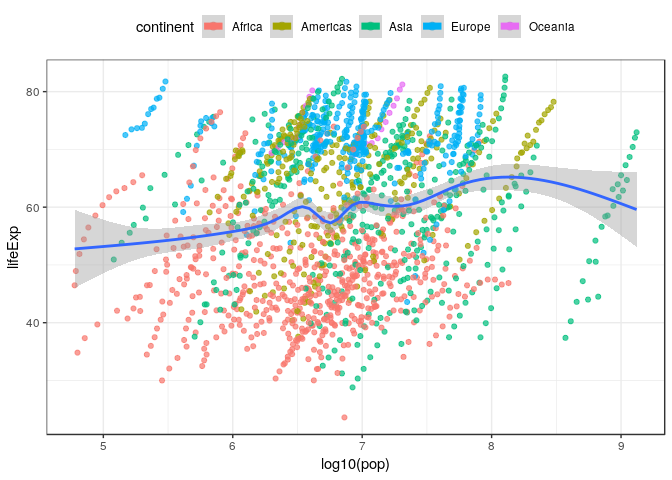 continent Africa Americas Asia Europe Oceania
80
60
40
lifeExp
5 6 7 8 9
log10(pop)